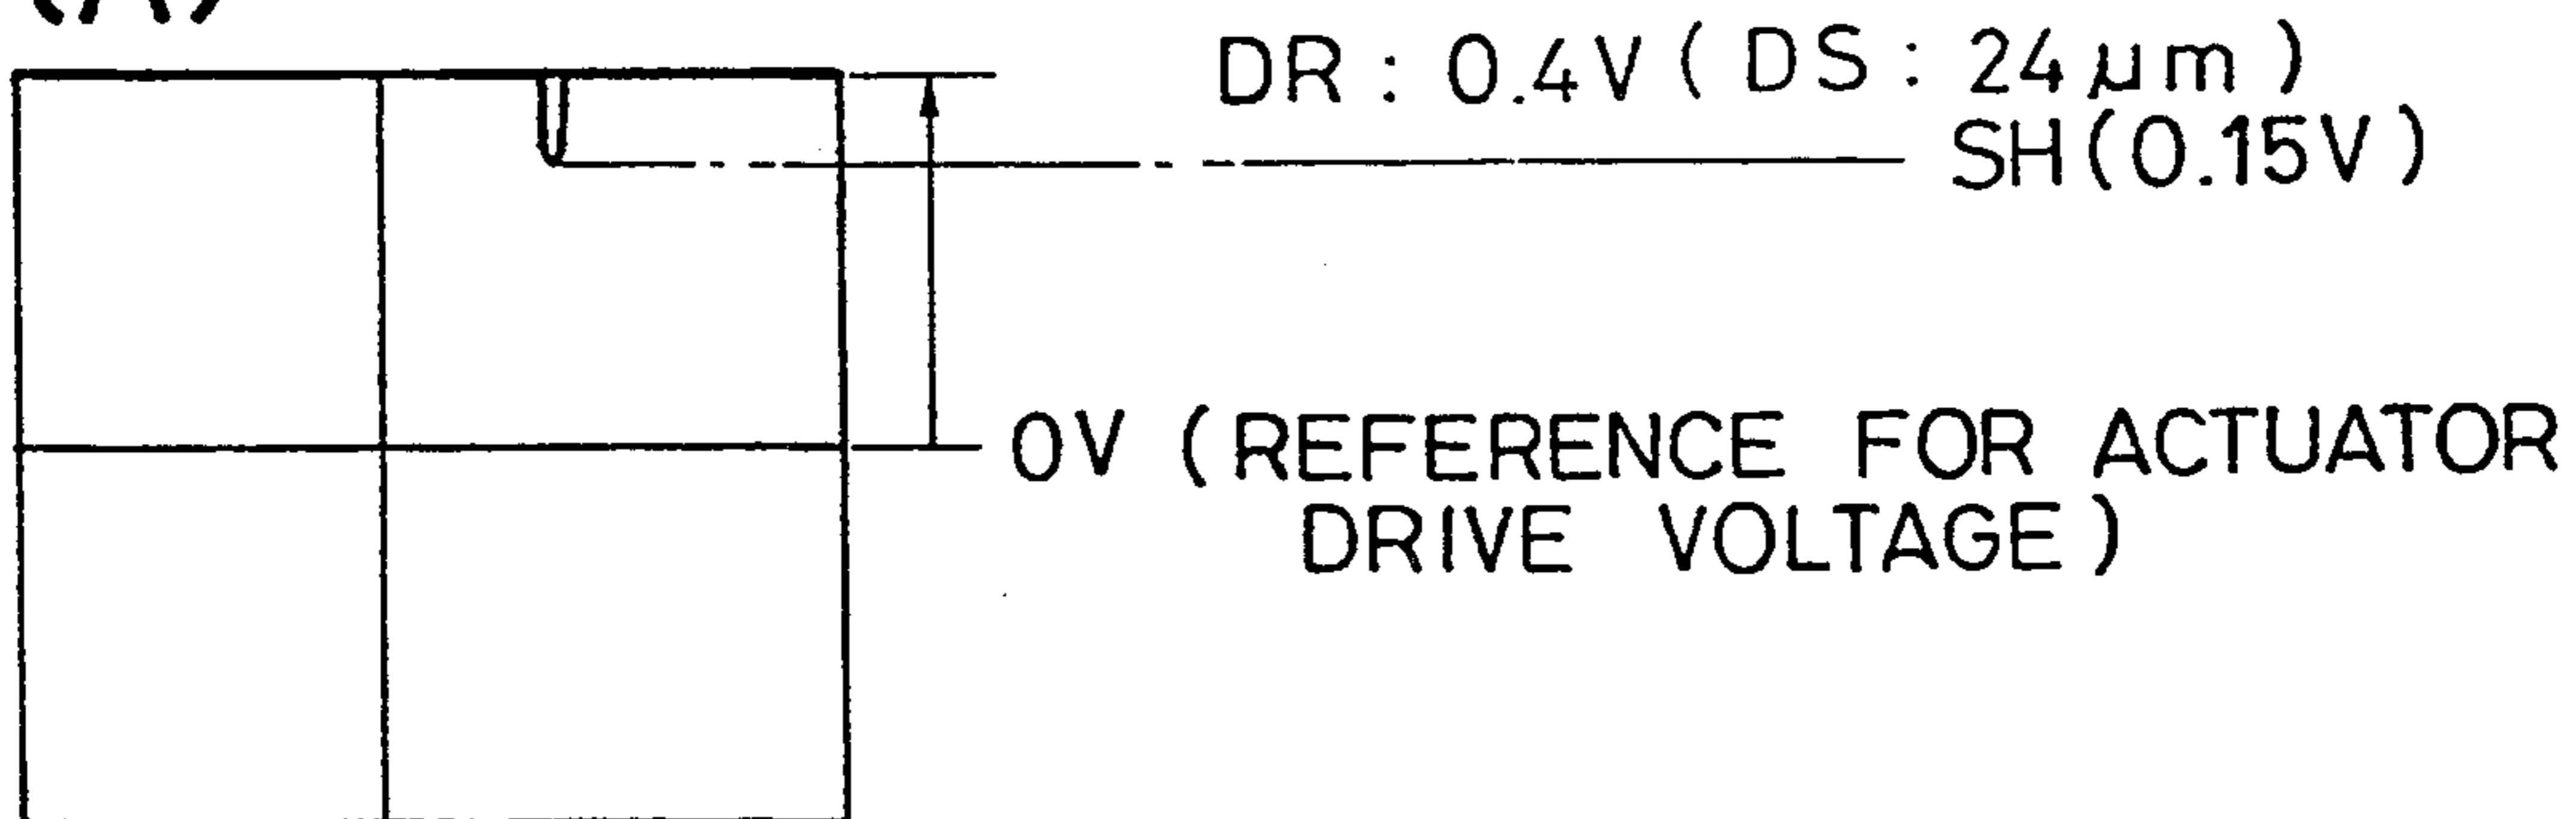 (A)
DR : 0.4V ( DS : 24 μm )
SH(0.15V)
0V (REFERENCE FOR ACTUATOR
DRIVE VOLTAGE)